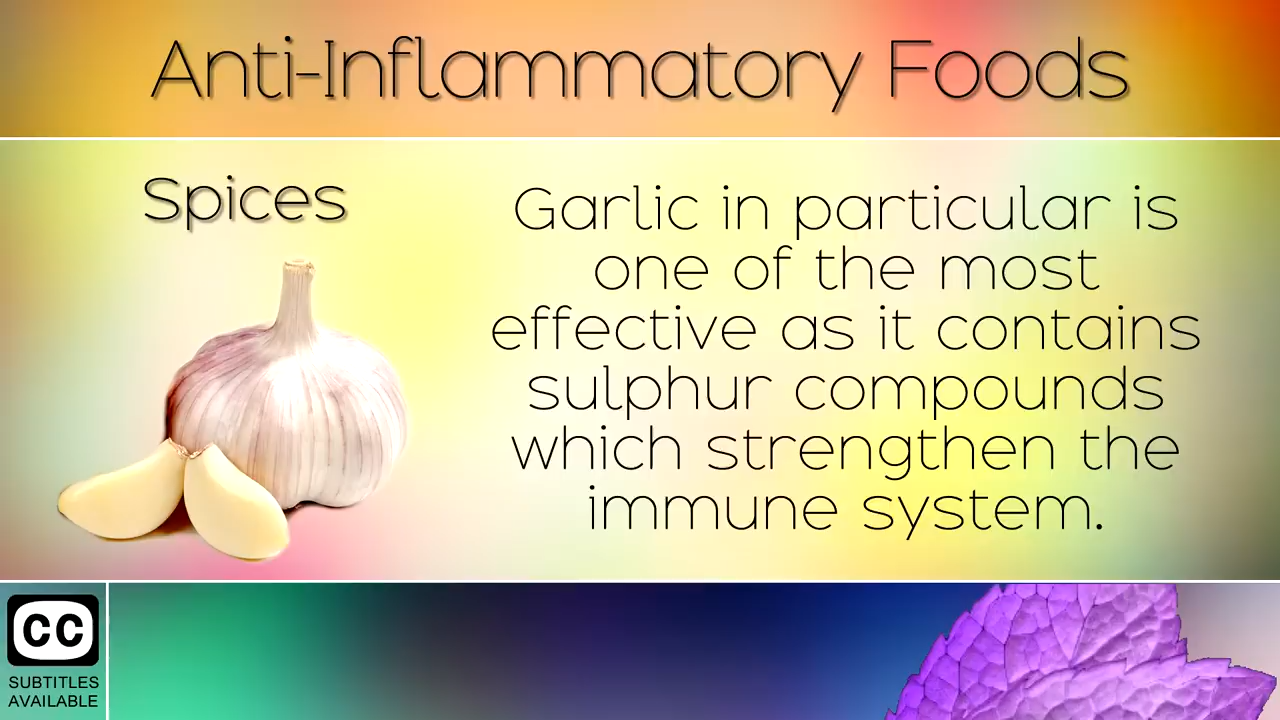 Anti-Inflammatory Foods
Spices
Garlic in particular is
one of the most
effective as it contains
sulphur compounds
which strengthen the
immune system.
CC
SUBTITLES
AVAILABLE